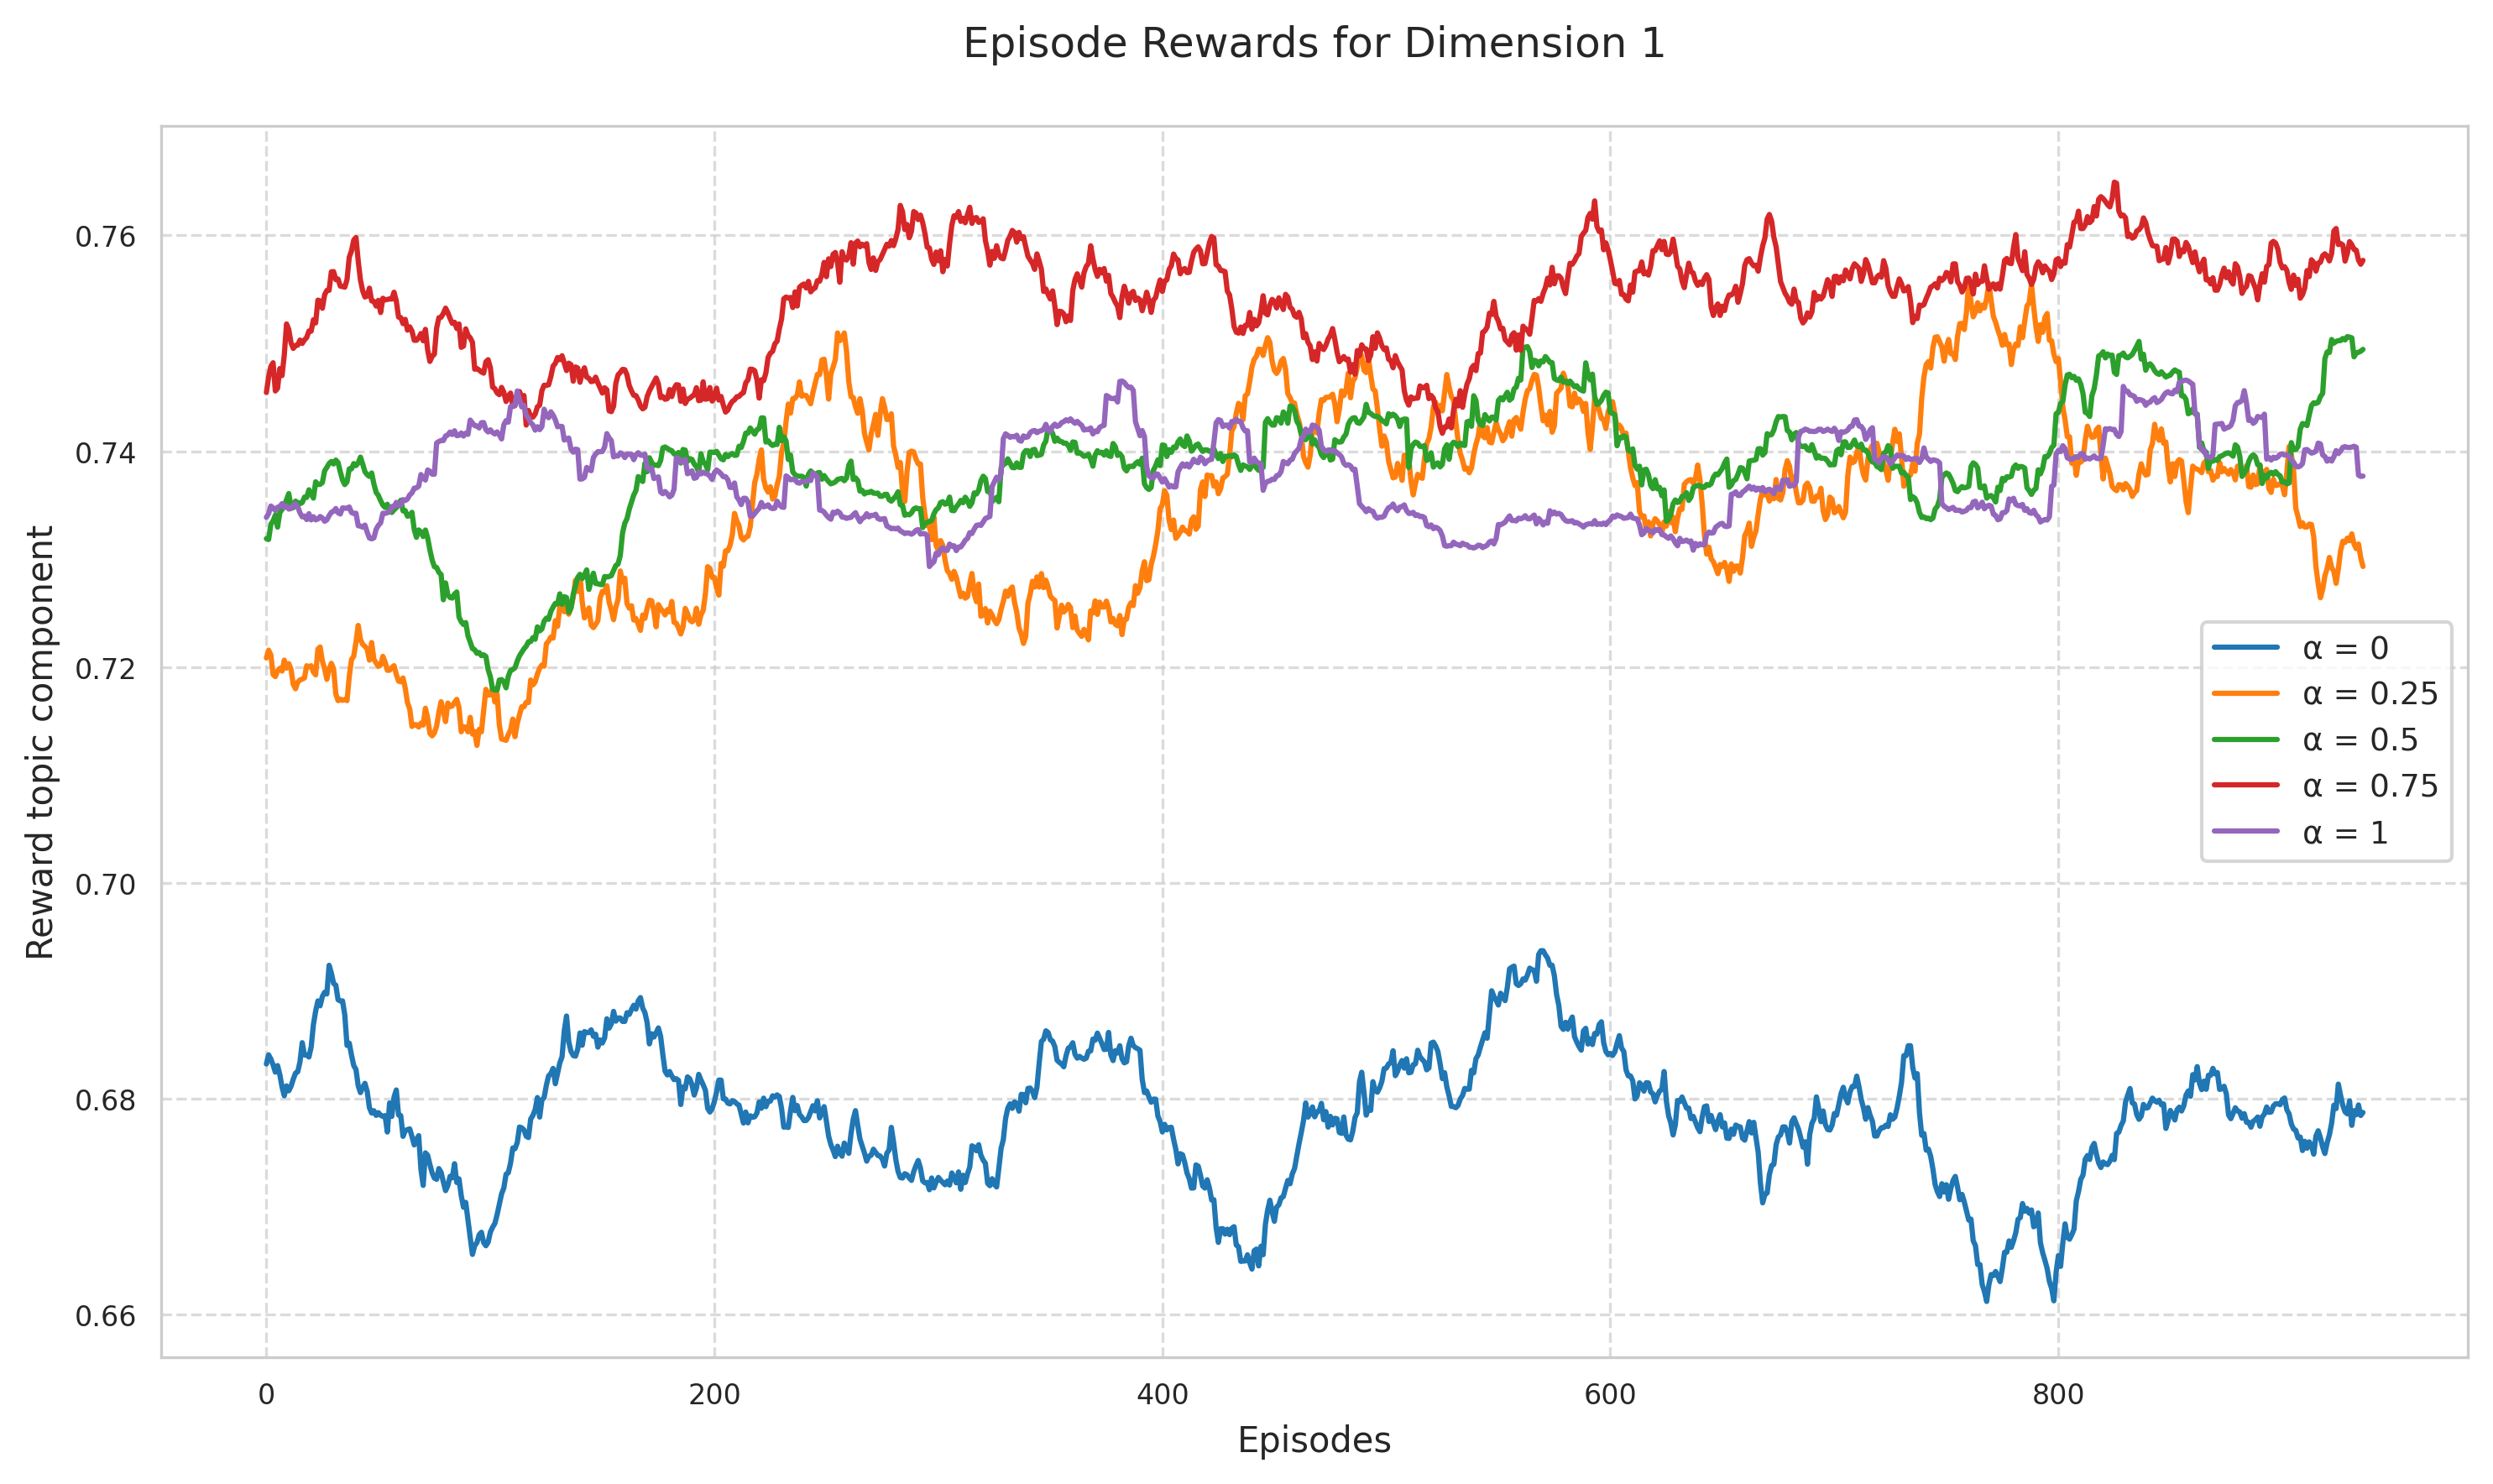 Episode Rewards for Dimension 1
Reward topic component
0.76
0.74
0.72
0.70
0.68
0.66
α = 0
α = 0.25
α = 0.5
α = 0.75
α = 1
0 200 400 600 800
Episodes